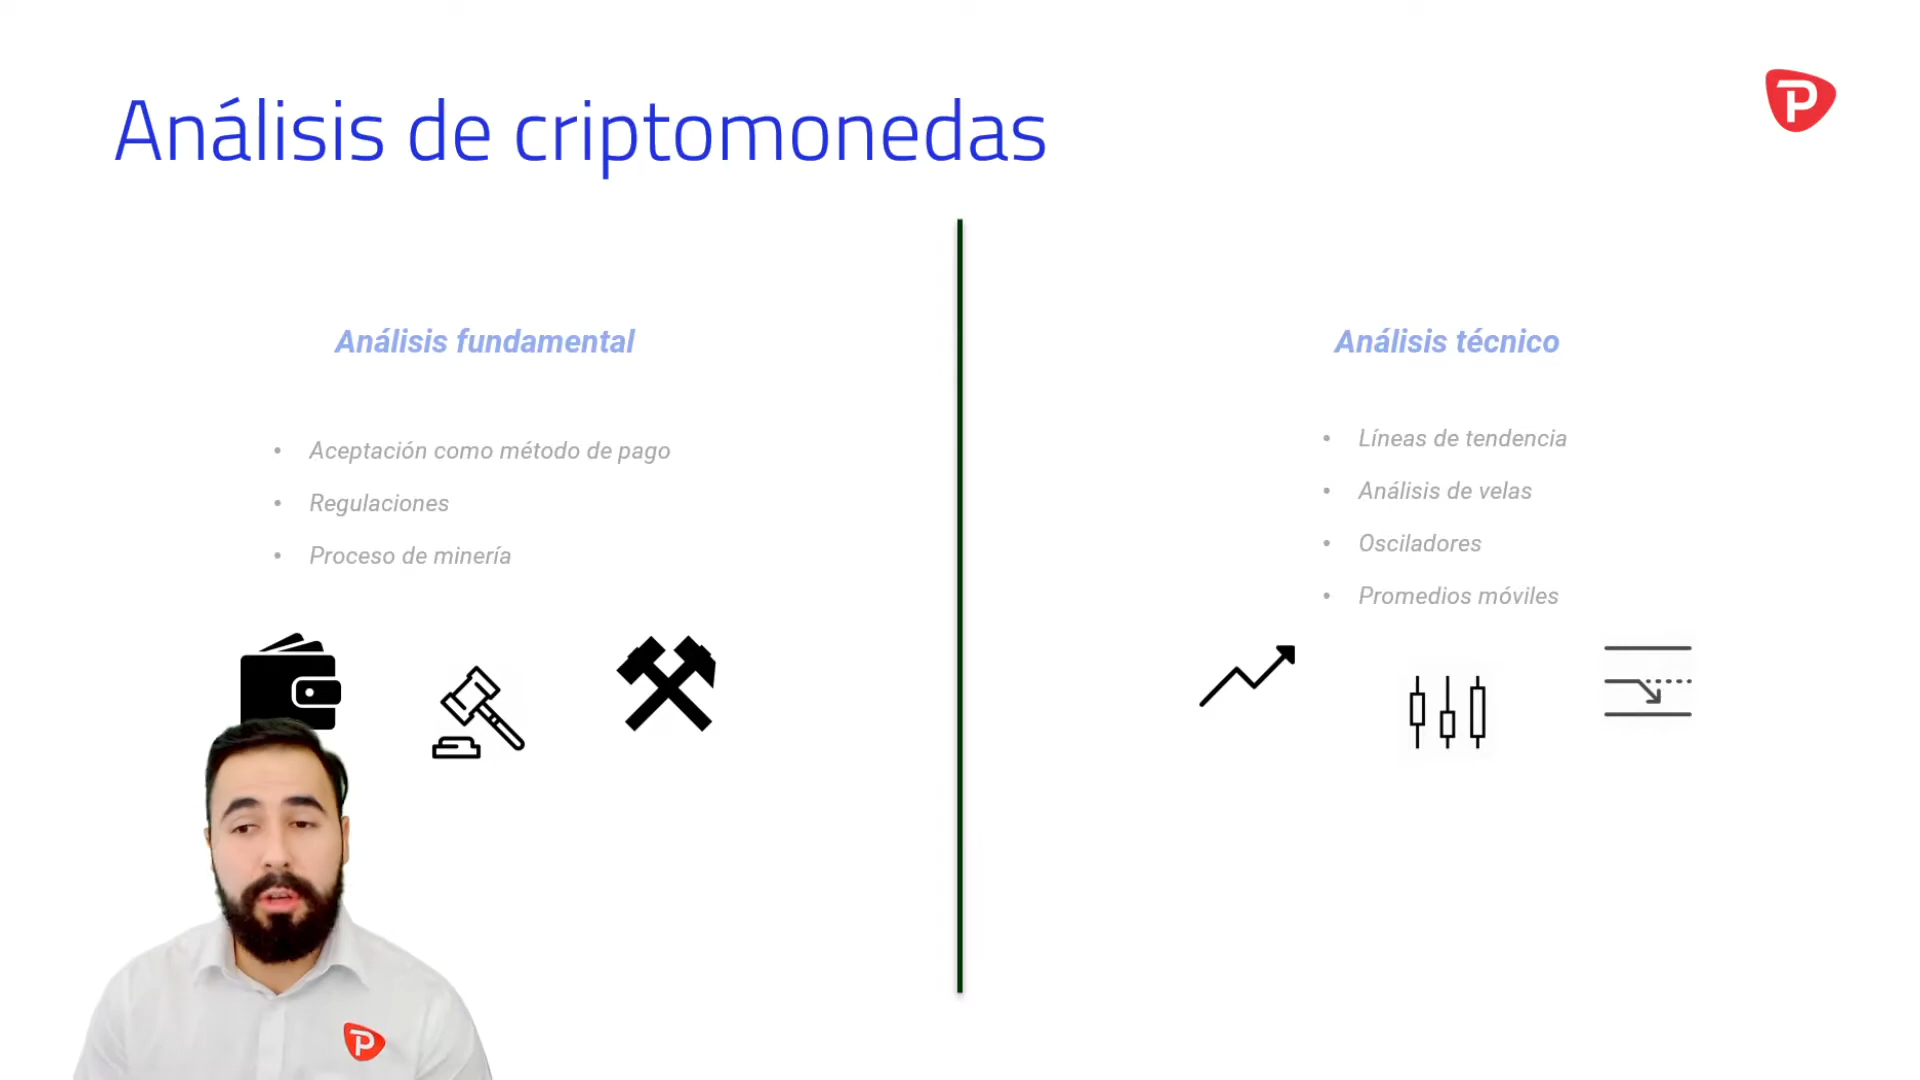 Análisis de criptomonedas
P
Análisis fundamental
• Aceptación como método de pago
• Regulaciones
• Proceso de minería
Análisis técnico
• Líneas de tendencia
• Análisis de velas
• Osciladores
• Promedios móviles
P